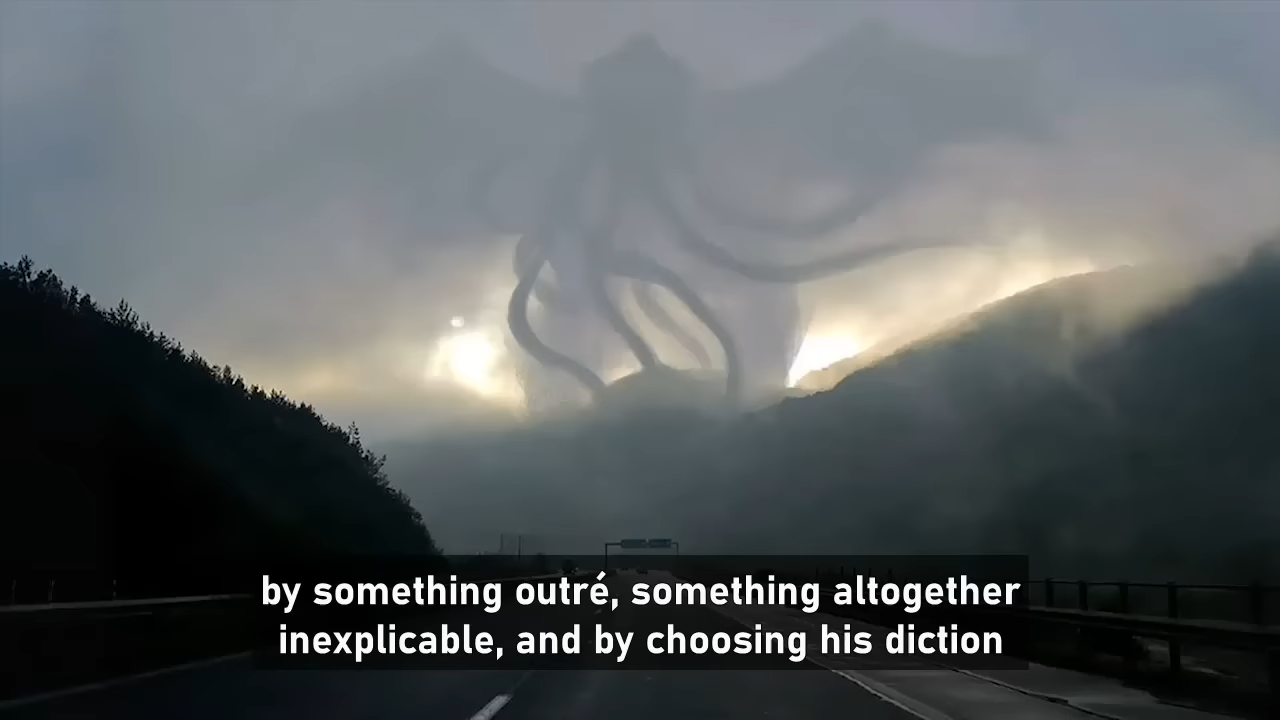 by something outré, something altogether
inexplicable, and by choosing his diction